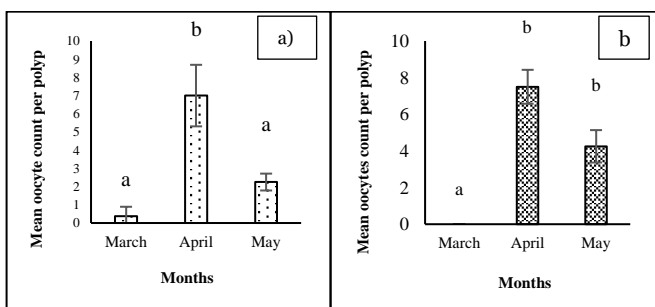 a)
Mean oocyte count per polyp
10
9
8
7
6
5
4
3
2
1
0
a
b
a
March April May
Months
b
Mean oocytes count per polyp
10
8
6
4
2
0
a
b
b
March April May
Months